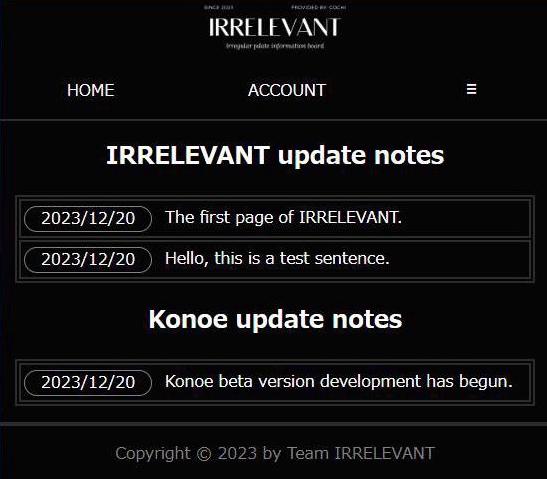 SINCE 2023 PROVIDED BY COCHI
IRRELEVANT
Irregular pdate information board
HOME ACCOUNT ≡
IRRELEVANT update notes
2023/12/20 The first page of IRRELEVANT.
2023/12/20 Hello, this is a test sentence.
Konoe update notes
2023/12/20 Konoe beta version development has begun.
Copyright © 2023 by Team IRRELEVANT